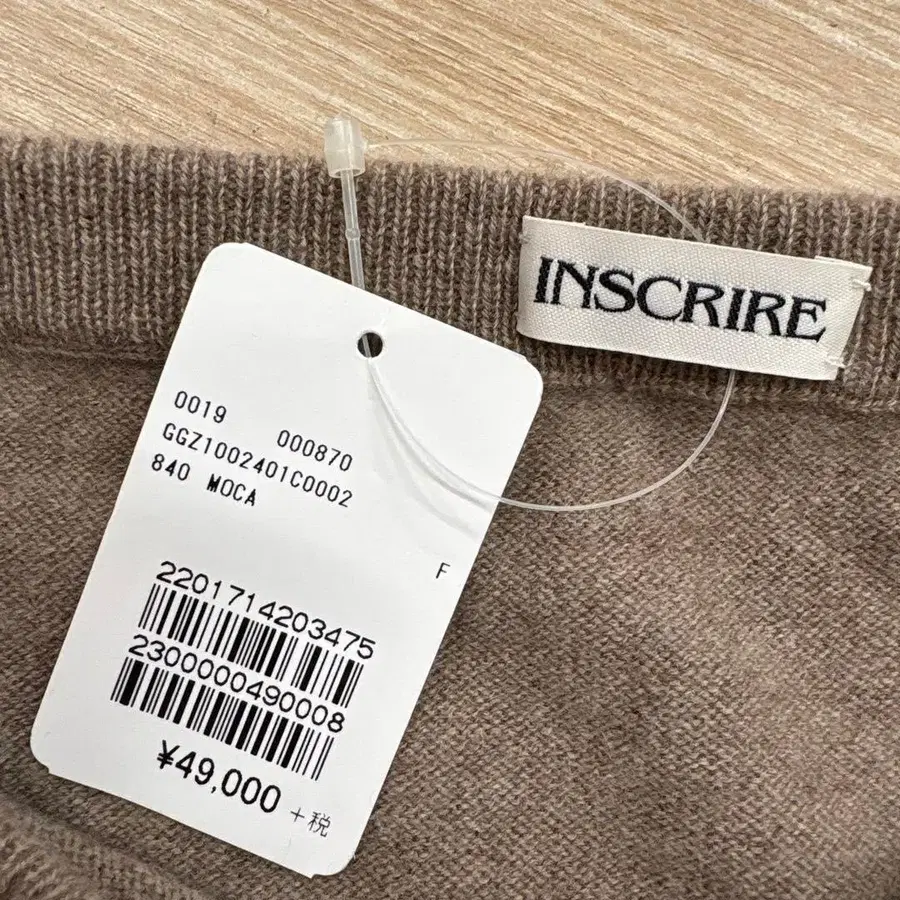 INSCRIRE
0019 000870
GGZ1002401C0002
840 MOCA
F
2201714203475
2300000490008
¥49,000 +税